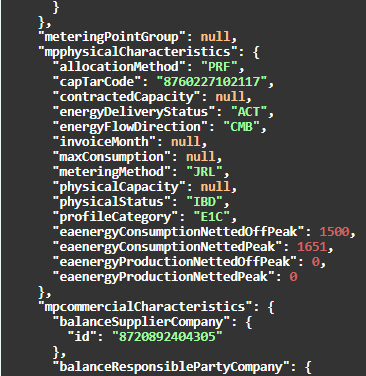 }
},
"meteringPointGroup": null,
"mpphysicalCharacteristics": {
"allocationMethod": "PRF",
"capTarCode": "8760227102117",
"contractedCapacity": null,
"energyDeliveryStatus": "ACT",
"energyFlowDirection": "CMB",
"invoiceMonth": null,
"maxConsumption": null,
"meteringMethod": "JRL",
"physicalCapacity": null,
"physicalStatus": "IBD",
"profileCategory": "E1C",
"eaenergyConsumptionNettedOffPeak": 1500,
"eaenergyConsumptionNettedPeak": 1651,
"eaenergyProductionNettedOffPeak": 0,
"eaenergyProductionNettedPeak": 0
},
"mpcommercialCharacteristics": {
"balanceSupplierCompany": {
"id": "8720892404305"
},
"balanceResponsiblePartyCompany": {